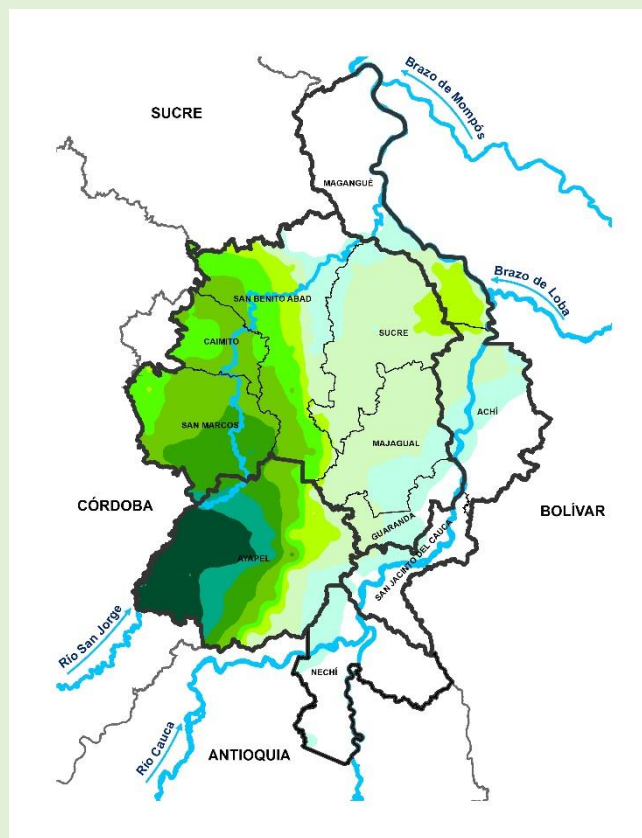 Brazo de Mompós
SUCRE
MAGANGUÉ
Brazo de Loba
SAN BENITO ABAD
SUCRE
CAIMITO
ACHÍ
SAN MARCOS
MAJAGUAL
CÓRDOBA
BOLÍVAR
GUARANDA
AYAPEL
SAN JACINTO DEL CAUCA
Río San Jorge
NECHÍ
Río Cauca
ANTIOQUIA